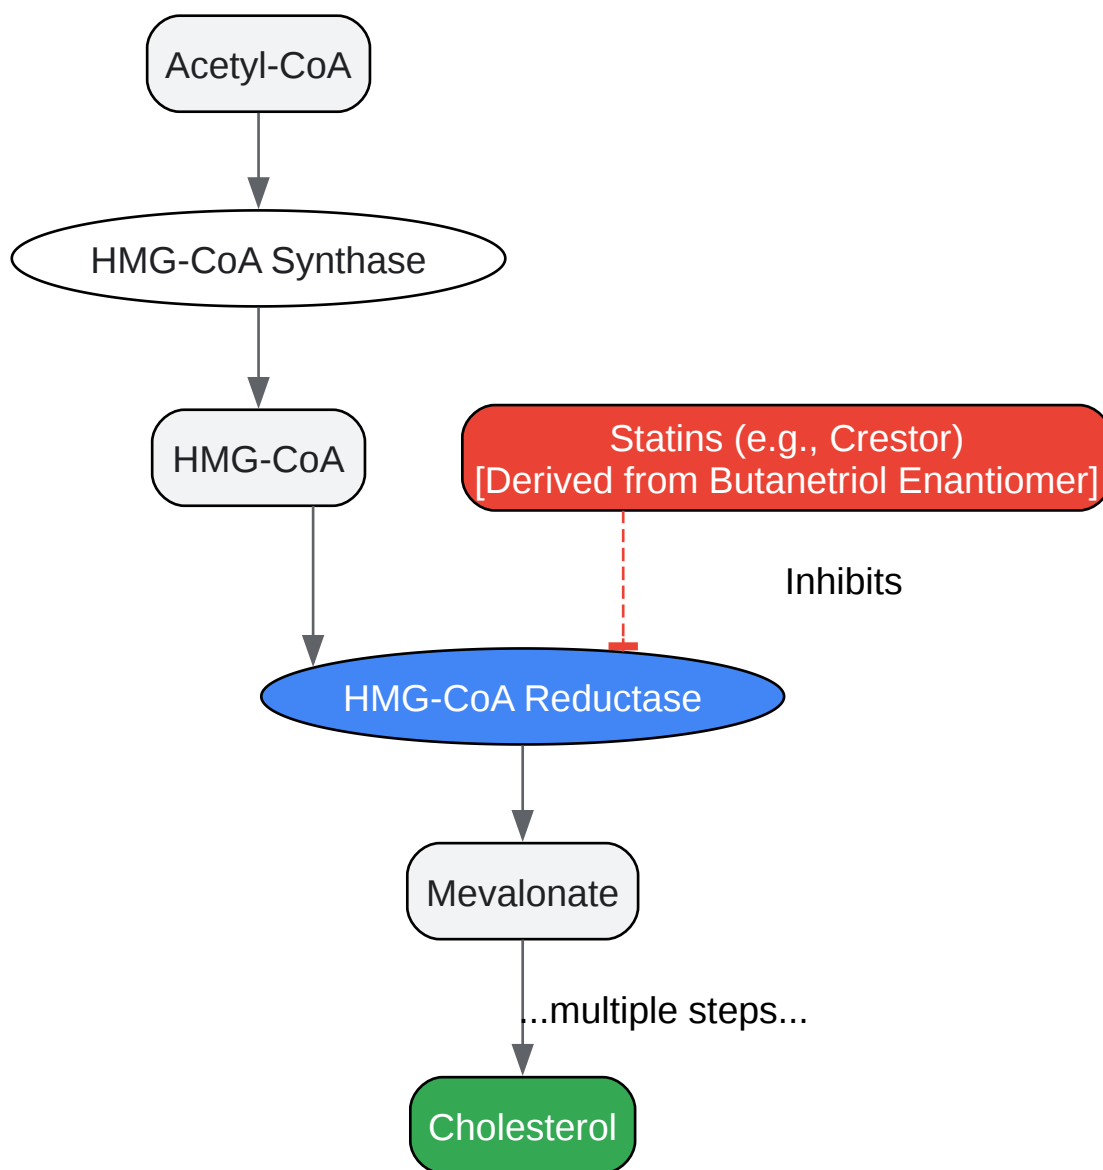 Acetyl-CoA
HMG-CoA Synthase
HMG-CoA
Statins (e.g., Crestor)
[Derived from Butanetriol Enantiomer]
Inhibits
HMG-CoA Reductase
Mevalonate
...multiple steps...
Cholesterol